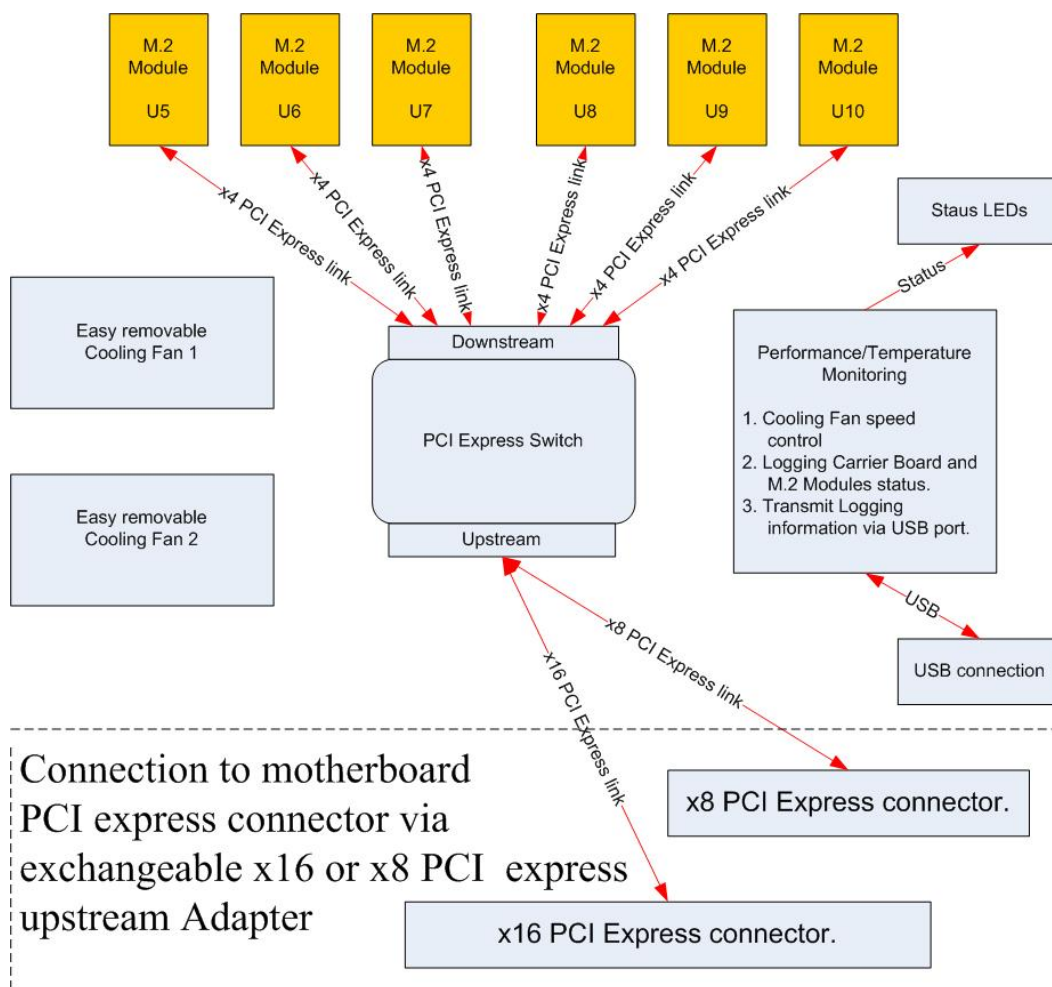 M.2
Module
U5
M.2
Module
U6
M.2
Module
U7
M.2
Module
U8
M.2
Module
U9
M.2
Module
U10
x4 PCI Express link
x4 PCI Express link
x4 PCI Express link
x4 PCI Express link
x4 PCI Express link
x4 PCI Express link
Staus LEDs
Status
Easy removable
Cooling Fan 1
Downstream
PCI Express Switch
Upstream
Performance/Temperature
Monitoring
1. Cooling Fan speed
control
2. Logging Carrier Board and
M.2 Modules status.
3. Transmit Logging
information via USB port.
Easy removable
Cooling Fan 2
USB
USB connection
x8 PCI Express link
x16 PCI Express link
Connection to motherboard
PCI express connector via
exchangeable x16 or x8 PCI express
upstream Adapter
x8 PCI Express connector.
x16 PCI Express connector.